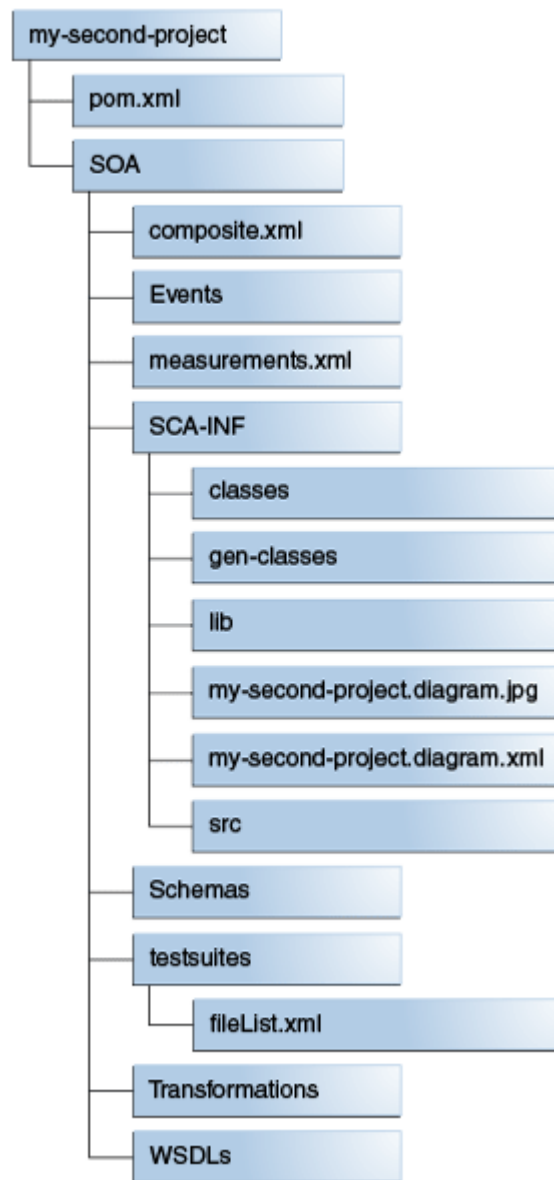 my-second-project
pom.xml
SOA
composite.xml
Events
measurements.xml
SCA-INF
classes
gen-classes
lib
my-second-project.diagram.jpg
my-second-project.diagram.xml
src
Schemas
testsuites
fileList.xml
Transformations
WSDLs